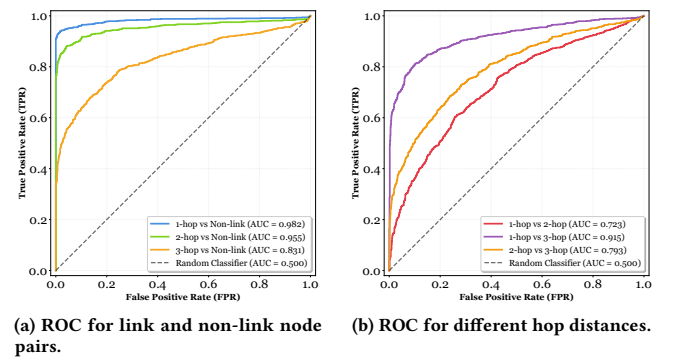 1.0
0.8
0.6
0.4
0.2
0.0
True Positive Rate (TPR)
1-hop vs Non-link (AUC = 0.982)
2-hop vs Non-link (AUC = 0.955)
3-hop vs Non-link (AUC = 0.831)
Random Classifier (AUC = 0.500)
0.0 0.2 0.4 0.6 0.8 1.0
False Positive Rate (FPR)
(a) ROC for link and non-link node
pairs.
1.0
0.8
0.6
0.4
0.2
0.0
True Positive Rate (TPR)
1-hop vs 2-hop (AUC = 0.723)
1-hop vs 3-hop (AUC = 0.915)
2-hop vs 3-hop (AUC = 0.793)
Random Classifier (AUC = 0.500)
0.0 0.2 0.4 0.6 0.8 1.0
False Positive Rate (FPR)
(b) ROC for different hop distances.